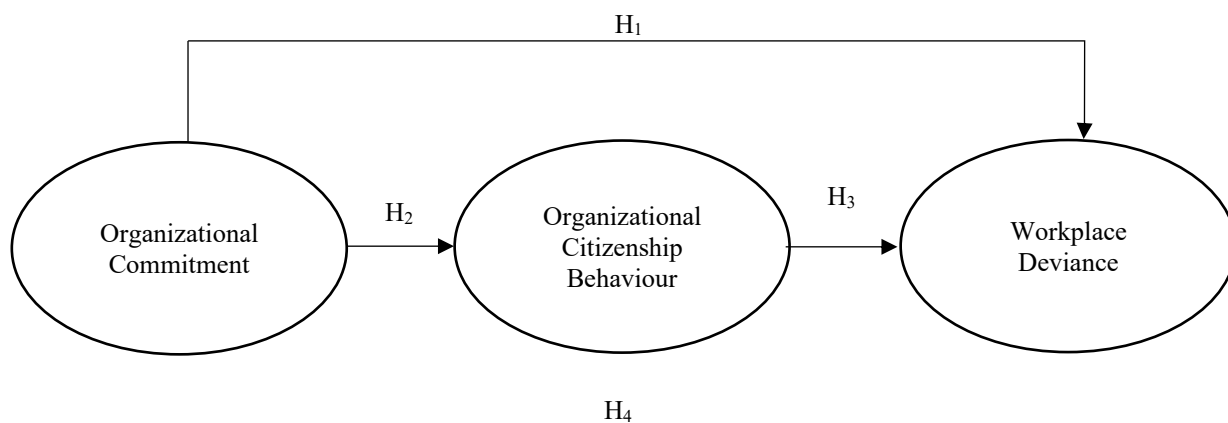 H₁
Organizational
Commitment
H₂
Organizational
Citizenship
Behaviour
H₃
Workplace
Deviance
H₄